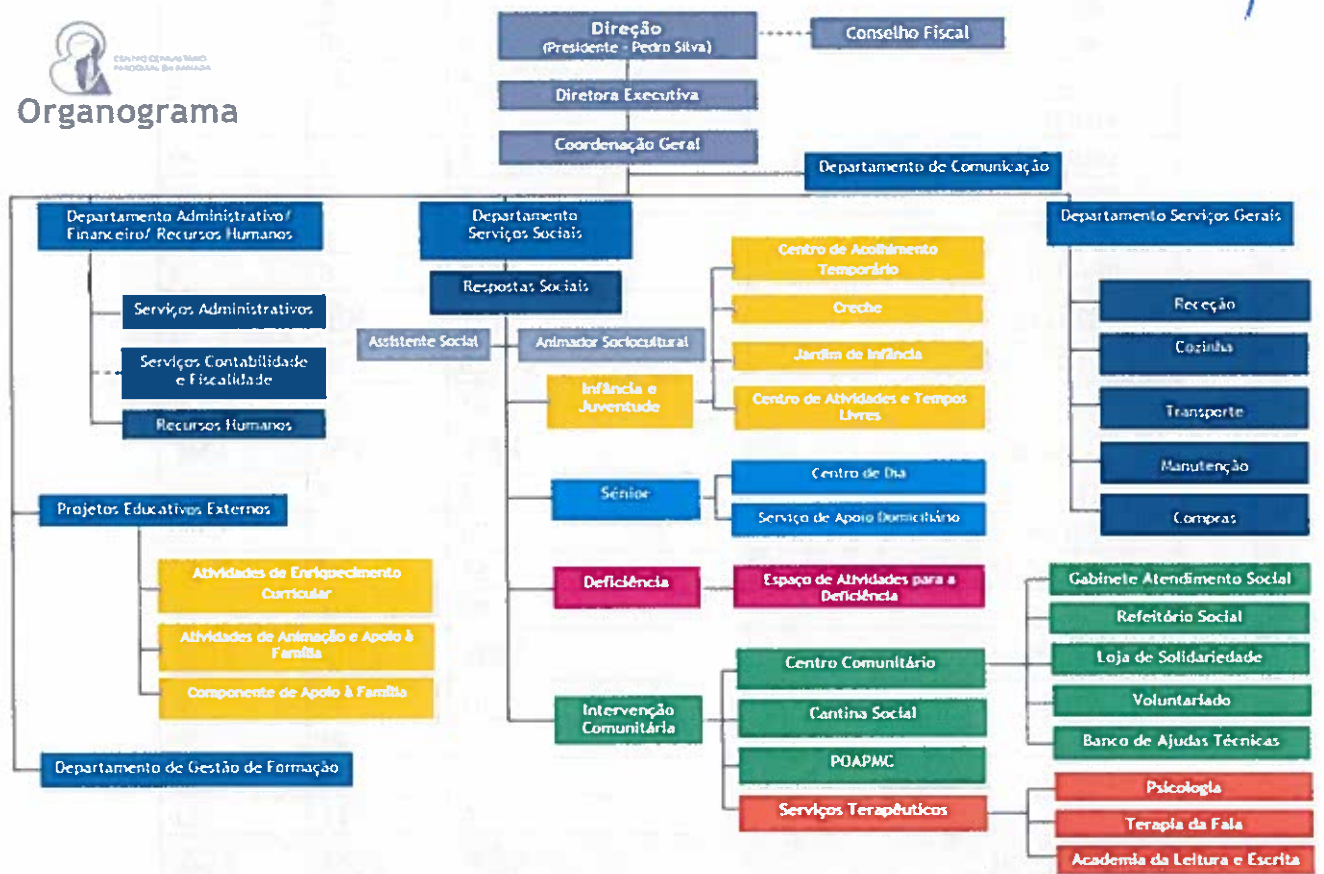 Direção
(Presidente - Pedro Silva)
Conselho Fiscal
CENTRO COMUNITÁRIO
PAROQUIAL DA RAMADA
Organograma
Diretora Executiva
Coordenação Geral
Departamento de Comunicação
Departamento Administrativo/
Financeiro/ Recursos Humanos
Serviços Administrativos
Serviços Contabilidade
e Fiscalidade
Recursos Humanos
Projetos Educativos Externos
Atividades de Enriquecimento
Curricular
Atividades de Animação e Apoio à
Família
Componente de Apoio à Família
Departamento de Gestão de Formação
Departamento
Serviços Sociais
Respostas Sociais
Assistente Social
Animador Sociocultural
Infância e
Juventude
Centro de Acolhimento
Temporário
Creche
Jardim de Infância
Centro de Atividades e Tempos
Livres
Sénior
Centro de Dia
Serviço de Apoio Domiciliário
Deficiência
Espaço de Atividades para a
Deficiência
Intervenção
Comunitária
Centro Comunitário
Cantina Social
POAPMC
Serviços Terapêuticos
Gabinete Atendimento Social
Refeitório Social
Loja de Solidariedade
Voluntariado
Banco de Ajudas Técnicas
Psicologia
Terapia da Fala
Academia da Leitura e Escrita
Departamento Serviços Gerais
Receção
Cozinha
Transporte
Manutenção
Compras